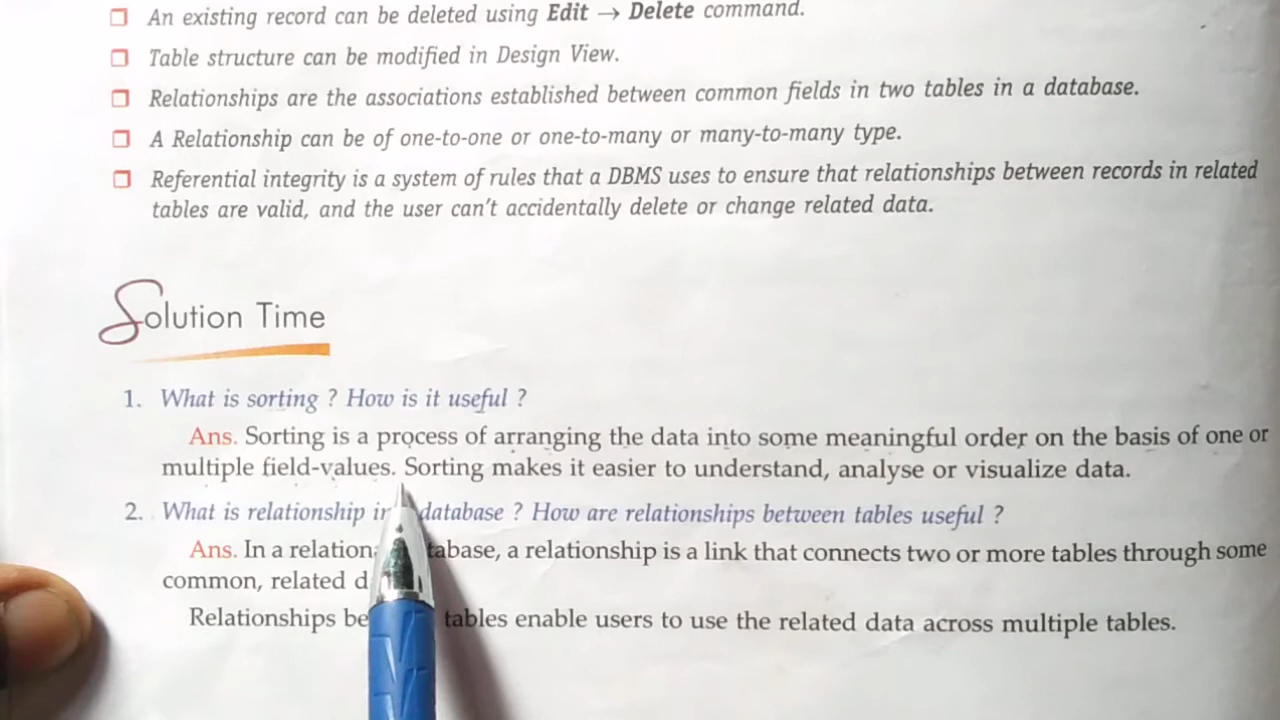 An existing record can be deleted using Edit → Delete command.
Table structure can be modified in Design View.
Relationships are the associations established between common fields in two tables in a database.
A Relationship can be of one-to-one or one-to-many or many-to-many type.
Referential integrity is a system of rules that a DBMS uses to ensure that relationships between records in related
tables are valid, and the user can't accidentally delete or change related data.
Solution Time
1. What is sorting ? How is it useful ?
Ans. Sorting is a process of arranging the data into some meaningful order on the basis of one or
multiple field-values. Sorting makes it easier to understand, analyse or visualize data.
2. What is relationship in database ? How are relationships between tables useful ?
Ans. In a relation tabase, a relationship is a link that connects two or more tables through some
common, related d
Relationships be tables enable users to use the related data across multiple tables.